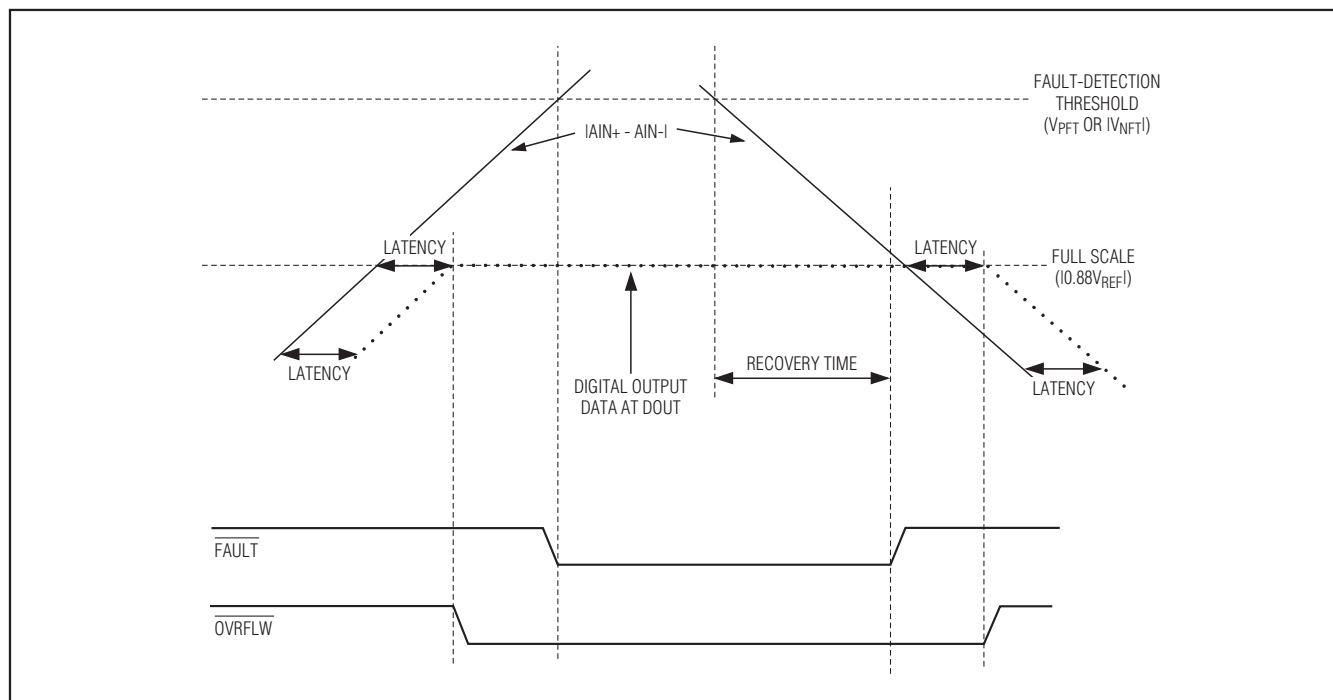 FAULT-DETECTION
THRESHOLD
(VPFT OR |VNFT|)
|AIN+ - AIN-|
LATENCY
LATENCY
FULL SCALE
(|0.88VREF|)
LATENCY
DIGITAL OUTPUT
DATA AT DOUT
RECOVERY TIME
LATENCY
FAULT
OVRFLW